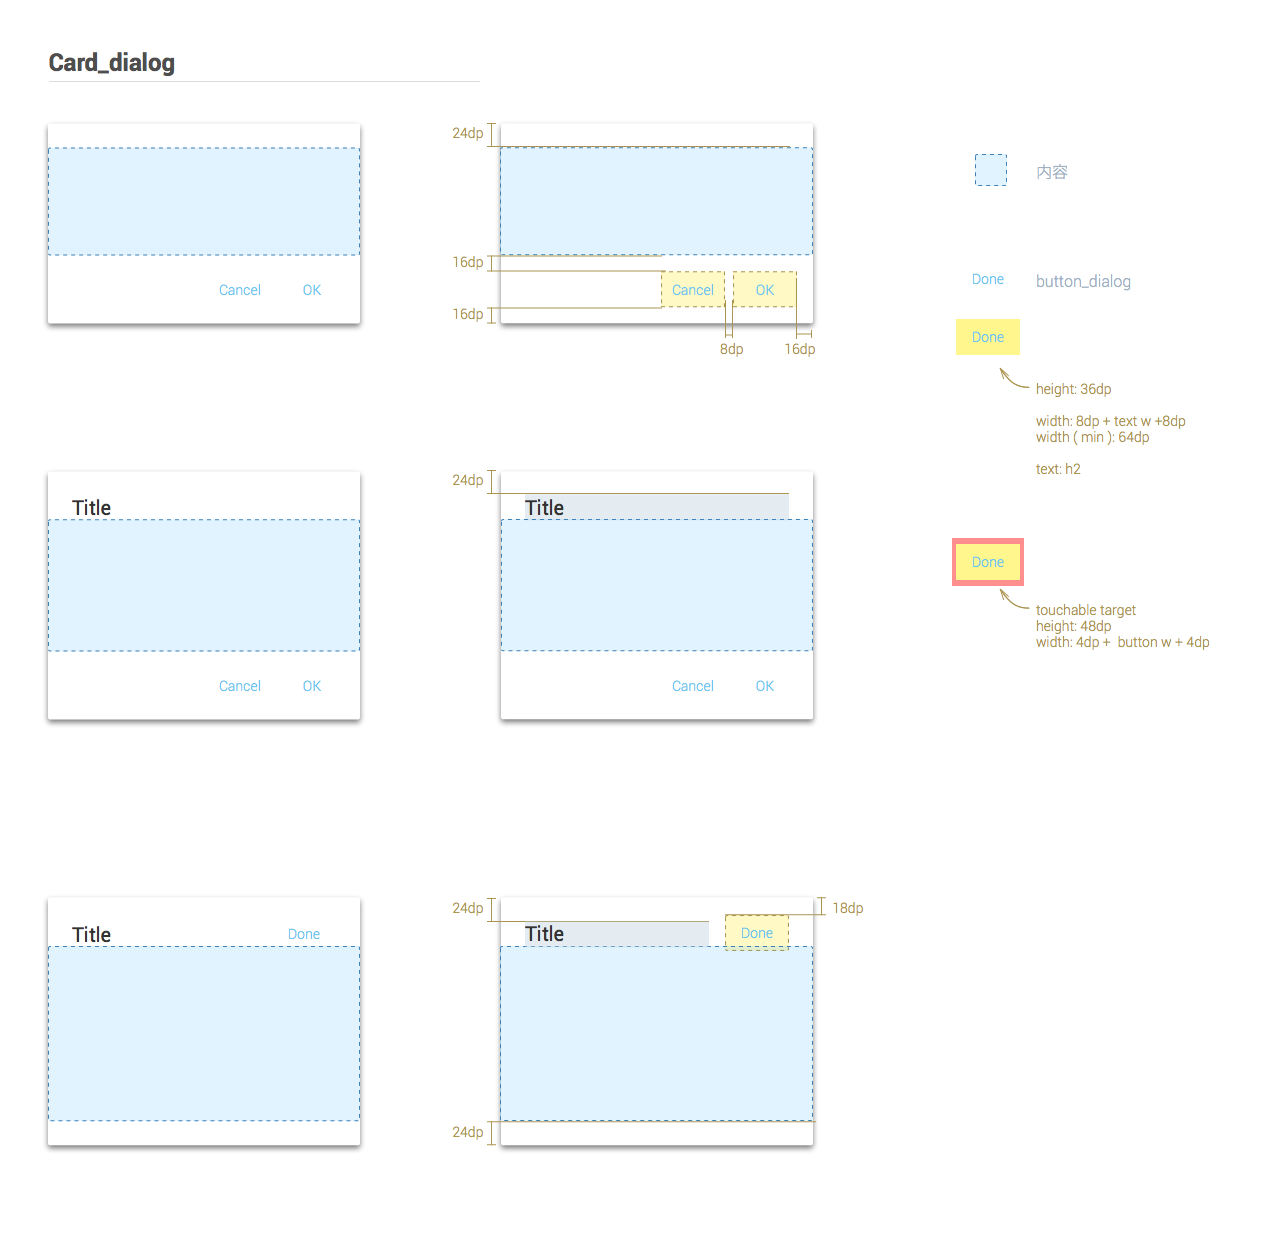 Card_dialog
Cancel OK
24dp
16dp
16dp
Cancel OK
8dp 16dp
内容
Done button_dialog
Done
height: 36dp
width: 8dp + text w +8dp
width ( min ): 64dp
text: h2
Title
Cancel OK
24dp
Title
Cancel OK
Done
touchable target
height: 48dp
width: 4dp + button w + 4dp
Title Done
24dp
Title Done
18dp
24dp